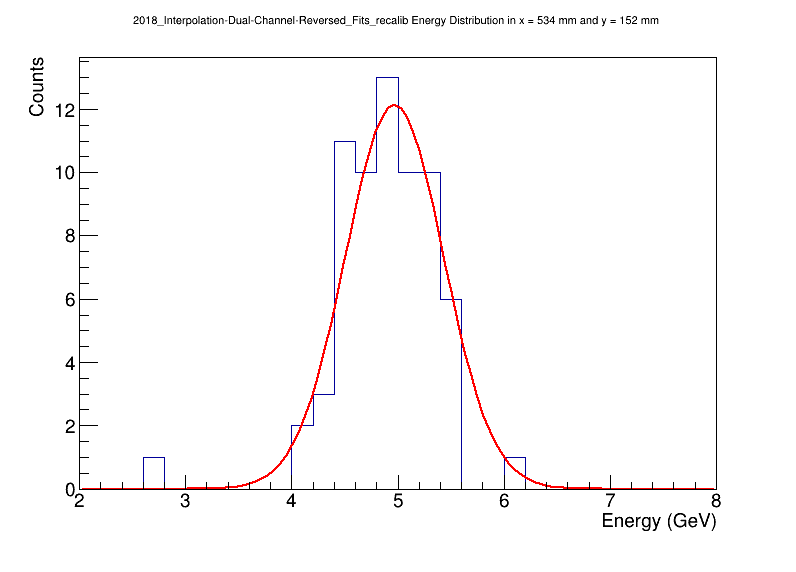 2018_Interpolation-Dual-Channel-Reversed_Fits_recalib Energy Distribution in x = 534 mm and y = 152 mm
Counts
12
10
8
6
4
2
0
2 3 4 5 6 7 8
Energy (GeV)